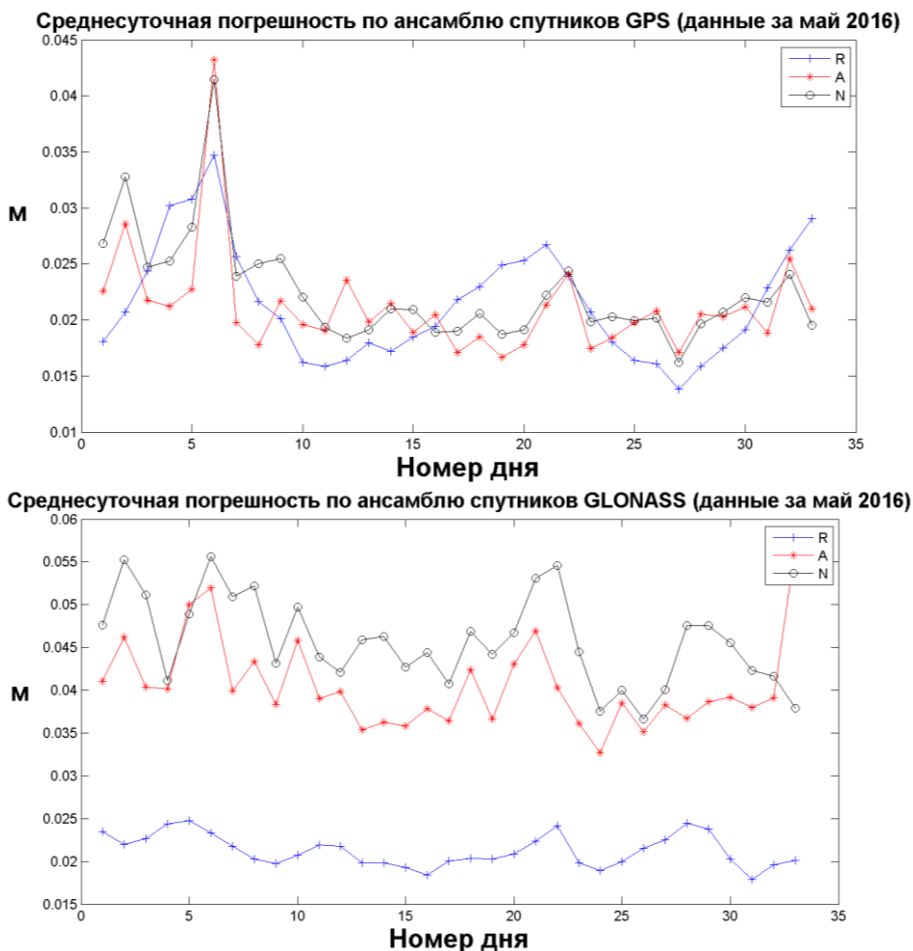 Среднесуточная погрешность по ансамблю спутников GPS (данные за май 2016)
0.045
0.04
0.035
0.03
0.025
0.02
0.015
0.01
м
R
A
N
0 5 10 15 20 25 30 35
Номер дня
Среднесуточная погрешность по ансамблю спутников GLONASS (данные за май 2016)
0.06
0.055
0.05
0.045
0.04
0.035
0.03
0.025
0.02
0.015
м
R
A
N
0 5 10 15 20 25 30 35
Номер дня